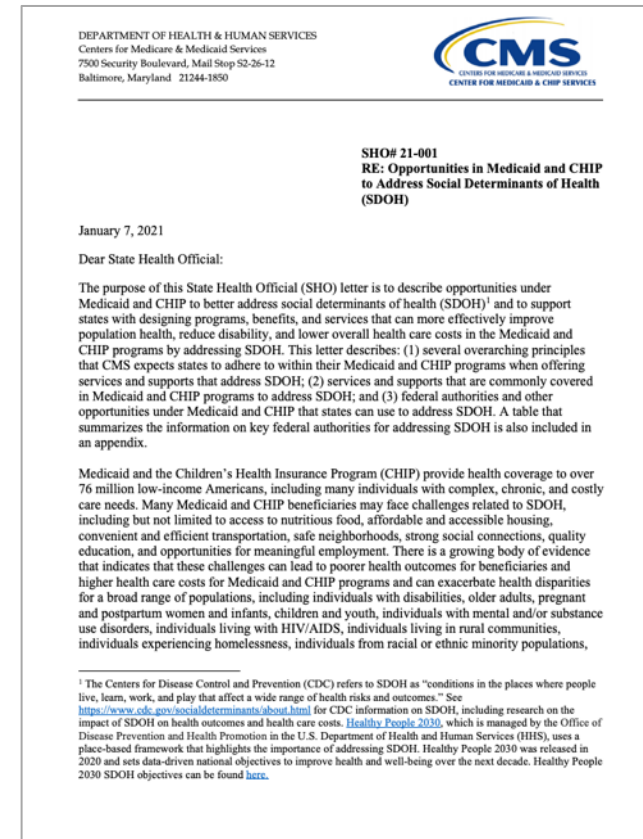 DEPARTMENT OF HEALTH & HUMAN SERVICES
Centers for Medicare & Medicaid Services
7500 Security Boulevard, Mail Stop S2-26-12
Baltimore, Maryland 21244-1850
CMS
CENTERS FOR MEDICARE & MEDICAID SERVICES
CENTER FOR MEDICAID & CHIP SERVICES
SHO# 21-001
RE: Opportunities in Medicaid and CHIP
to Address Social Determinants of Health
(SDOH)
January 7, 2021
Dear State Health Official:
The purpose of this State Health Official (SHO) letter is to describe opportunities under
Medicaid and CHIP to better address social determinants of health (SDOH)¹ and to support
states with designing programs, benefits, and services that can more effectively improve
population health, reduce disability, and lower overall health care costs in the Medicaid and
CHIP programs by addressing SDOH. This letter describes: (1) several overarching principles
that CMS expects states to adhere to within their Medicaid and CHIP programs when offering
services and supports that address SDOH; (2) services and supports that are commonly covered
in Medicaid and CHIP programs to address SDOH; and (3) federal authorities and other
opportunities under Medicaid and CHIP that states can use to address SDOH. A table that
summarizes the information on key federal authorities for addressing SDOH is also included in
an appendix.
Medicaid and the Children's Health Insurance Program (CHIP) provide health coverage to over
76 million low-income Americans, including many individuals with complex, chronic, and costly
care needs. Many Medicaid and CHIP beneficiaries may face challenges related to SDOH,
including but not limited to access to nutritious food, affordable and accessible housing,
convenient and efficient transportation, safe neighborhoods, strong social connections, quality
education, and opportunities for meaningful employment. There is a growing body of evidence
that indicates that these challenges can lead to poorer health outcomes for beneficiaries and
higher health care costs for Medicaid and CHIP programs and can exacerbate health disparities
for a broad range of populations, including individuals with disabilities, older adults, pregnant
and postpartum women and infants, children and youth, individuals with mental and/or substance
use disorders, individuals living with HIV/AIDS, individuals living in rural communities,
individuals experiencing homelessness, individuals from racial or ethnic minority populations,
¹ The Centers for Disease Control and Prevention (CDC) refers to SDOH as "conditions in the places where people
live, learn, work, and play that affect a wide range of health risks and outcomes." See
https://www.cdc.gov/socialdeterminants/about.html for CDC information on SDOH, including research on the
impact of SDOH on health outcomes and health care costs. Healthy People 2030, which is managed by the Office of
Disease Prevention and Health Promotion in the U.S. Department of Health and Human Services (HHS), uses a
place-based framework that highlights the importance of addressing SDOH. Healthy People 2030 was released in
2020 and sets data-driven national objectives to improve health and well-being over the next decade. Healthy People
2030 SDOH objectives can be found here.